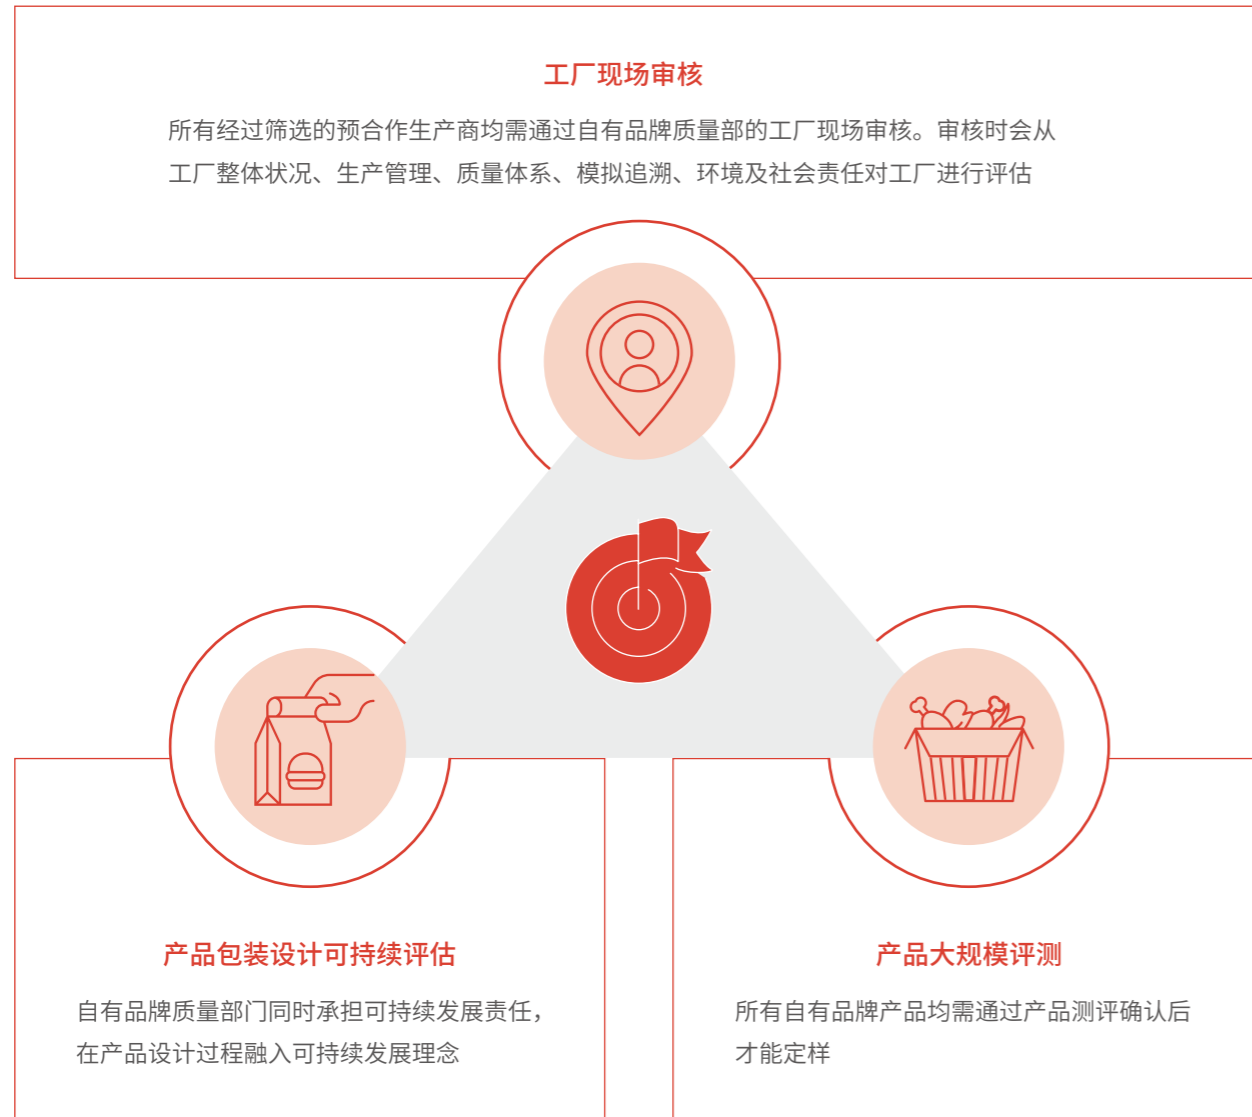 工厂现场审核
所有经过筛选的预合作生产商均需通过自有品牌质量部的工厂现场审核。审核时会从
工厂整体状况、生产管理、质量体系、模拟追溯、环境及社会责任对工厂进行评估
产品包装设计可持续评估
自有品牌质量部门同时承担可持续发展责任，
在产品设计过程融入可持续发展理念
产品大规模评测
所有自有品牌产品均需通过产品测评确认后
才能定样